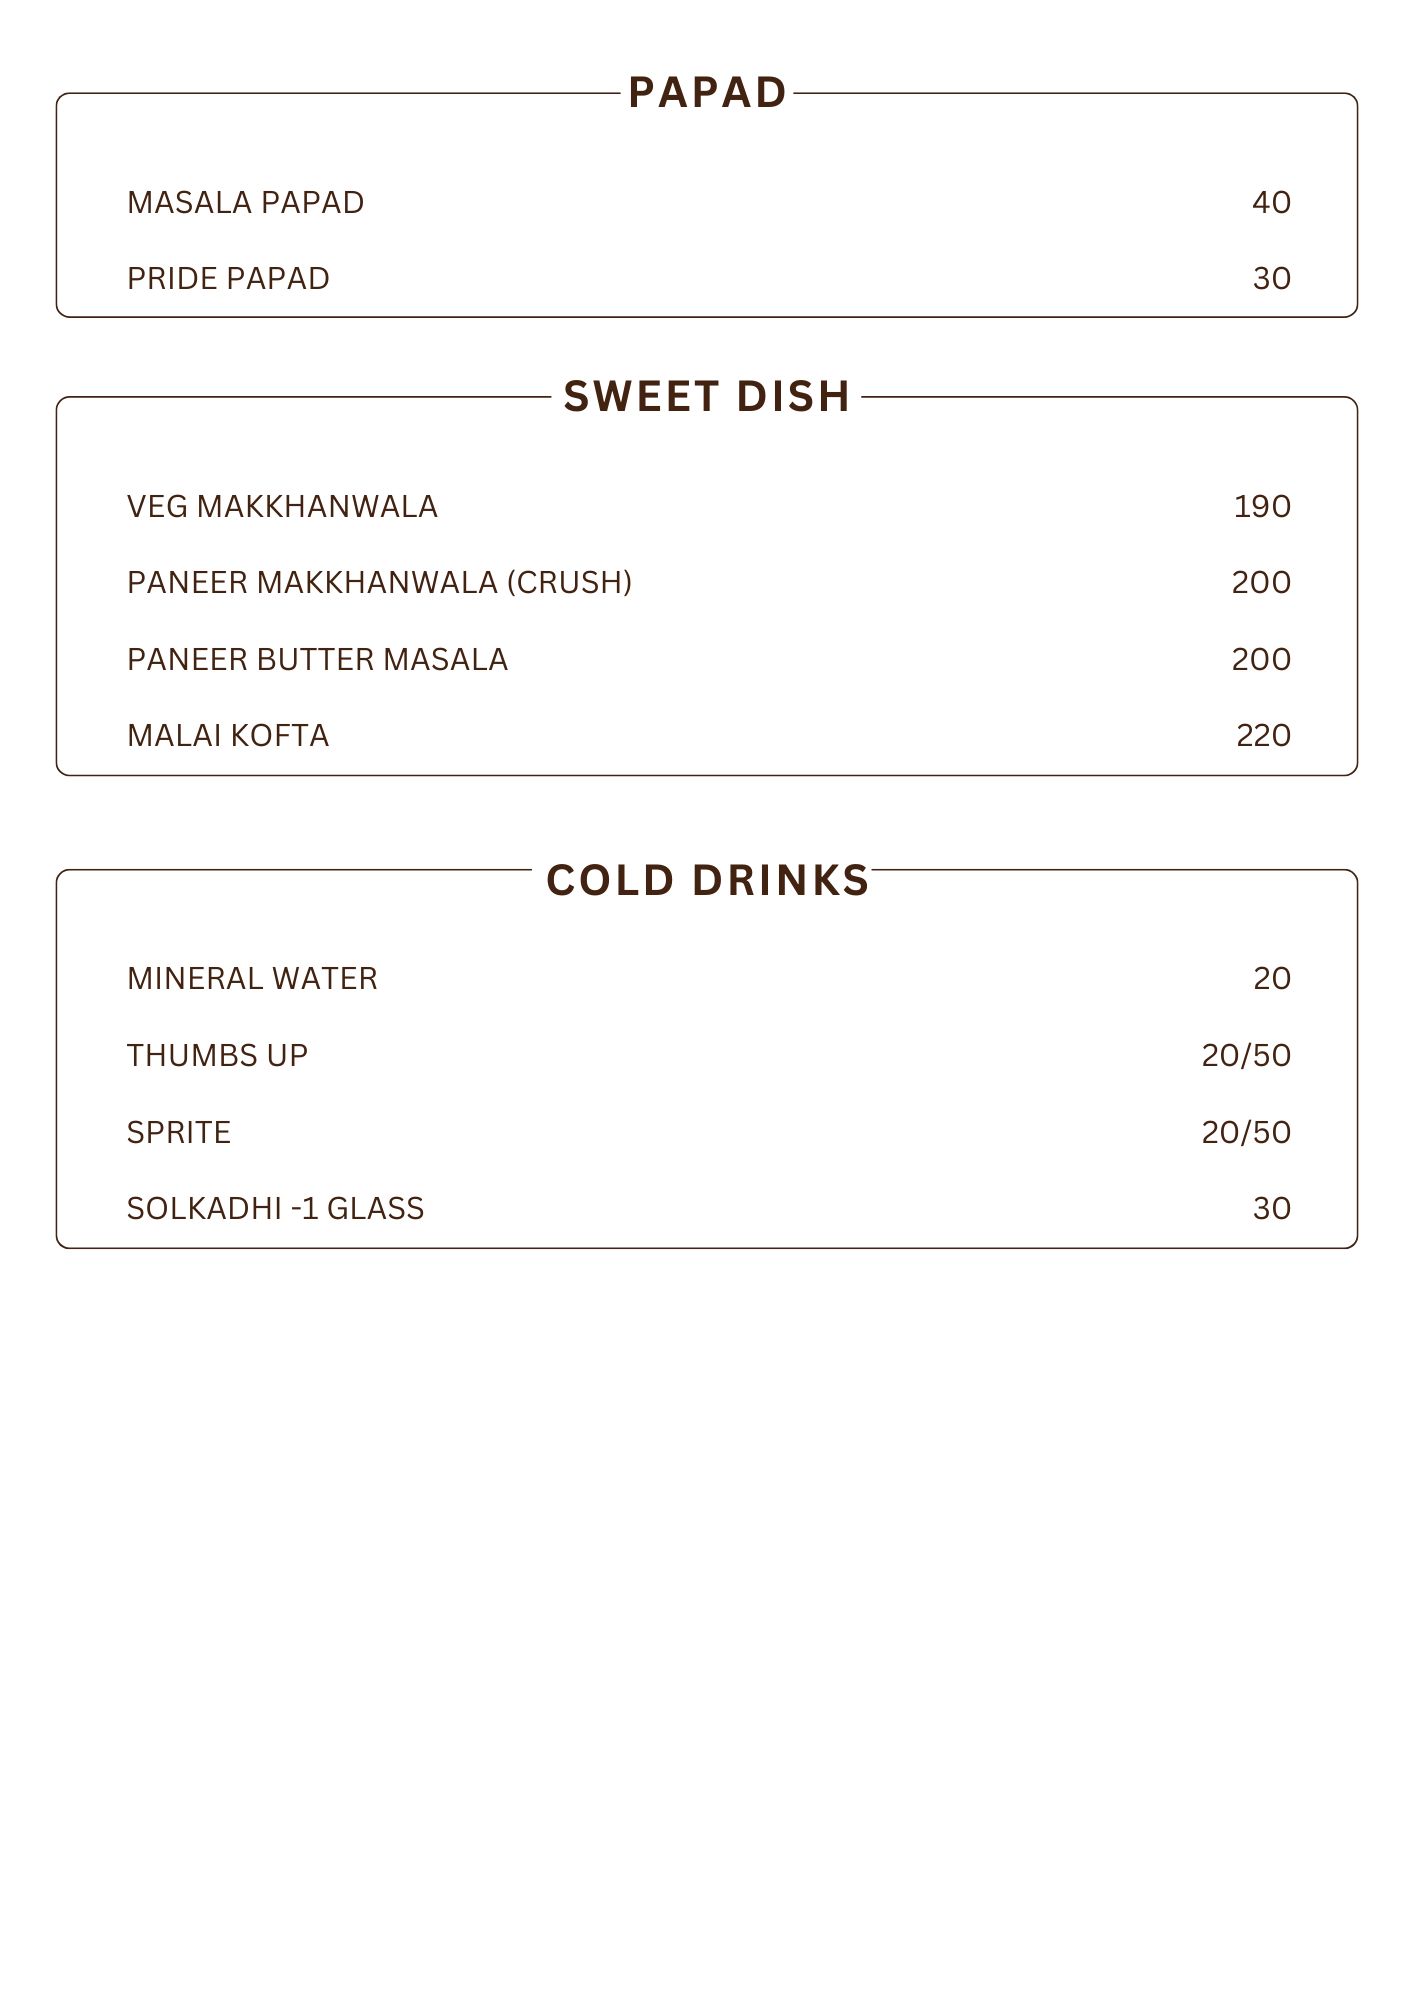 PAPAD
MASALA PAPAD 40
PRIDE PAPAD 30
SWEET DISH
VEG MAKKHANWALA 190
PANEER MAKKHANWALA (CRUSH) 200
PANEER BUTTER MASALA 200
MALAI KOFTA 220
COLD DRINKS
MINERAL WATER 20
THUMBS UP 20/50
SPRITE 20/50
SOLKADHI -1 GLASS 30